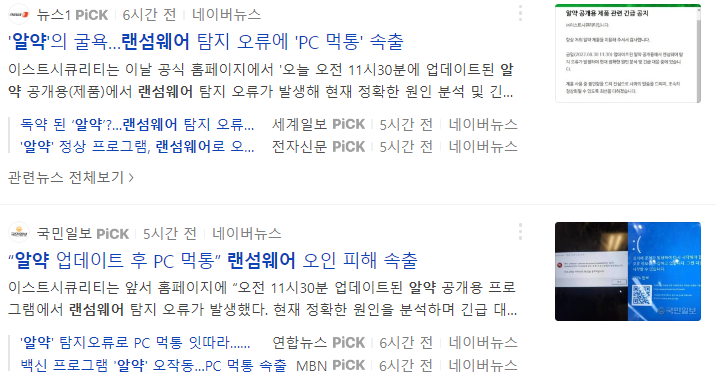 뉴스1 PiCK 6시간 전 네이버뉴스
'알약'의 굴욕...랜섬웨어 탐지 오류에 'PC 먹통' 속출
이스트시큐리티는 이날 공식 홈페이지에서 '오늘 오전 11시30분에 업데이트된 알
약 공개용(제품)에서 랜섬웨어 탐지 오류가 발생해 현재 정확한 원인 분석 및 긴...
독약 된 '알약'?...랜섬웨어 탐지 오류... 세계일보 PiCK 5시간 전 네이버뉴스
'알약' 정상 프로그램, 랜섬웨어로 오... 전자신문 PiCK 5시간 전 네이버뉴스
관련뉴스 전체보기 >
알약 공개용 제품 관련 긴급 공지
국민일보 PiCK 5시간 전 네이버뉴스
“알약 업데이트 후 PC 먹통” 랜섬웨어 오인 피해 속출
이스트시큐리티는 앞서 홈페이지에 “오전 11시30분 업데이트된 알약 공개용 프로
그램에서 랜섬웨어 탐지 오류가 발생했다. 현재 정확한 원인을 분석하며 긴급 대...
'알약' 탐지오류로 PC 먹통 잇따라...... 연합뉴스 PiCK 6시간 전 네이버뉴스
백신 프로그램 '알약' 오작동...PC 먹통 속출 MBN PiCK 6시간 전 네이버뉴스
국민일보